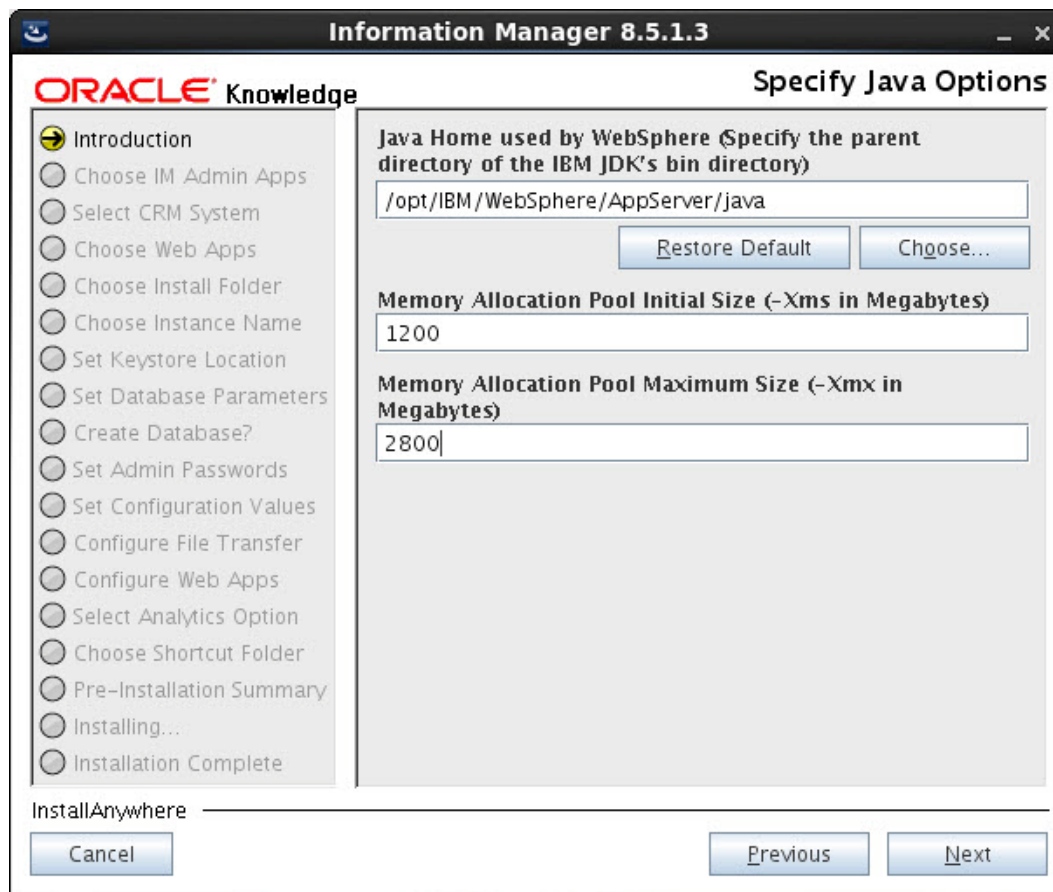 Information Manager 8.5.1.3
ORACLE Knowledge
Specify Java Options
Introduction
Choose IM Admin Apps
Select CRM System
Choose Web Apps
Choose Install Folder
Choose Instance Name
Set Keystore Location
Set Database Parameters
Create Database?
Set Admin Passwords
Set Configuration Values
Configure File Transfer
Configure Web Apps
Select Analytics Option
Choose Shortcut Folder
Pre-Installation Summary
Installing...
Installation Complete
Java Home used by WebSphere (Specify the parent
directory of the IBM JDK's bin directory)
/opt/IBM/WebSphere/AppServer/java
Restore Default
Choose...
Memory Allocation Pool Initial Size (-Xms in Megabytes)
1200
Memory Allocation Pool Maximum Size (-Xmx in
Megabytes)
2800
InstallAnywhere
Cancel
Previous
Next